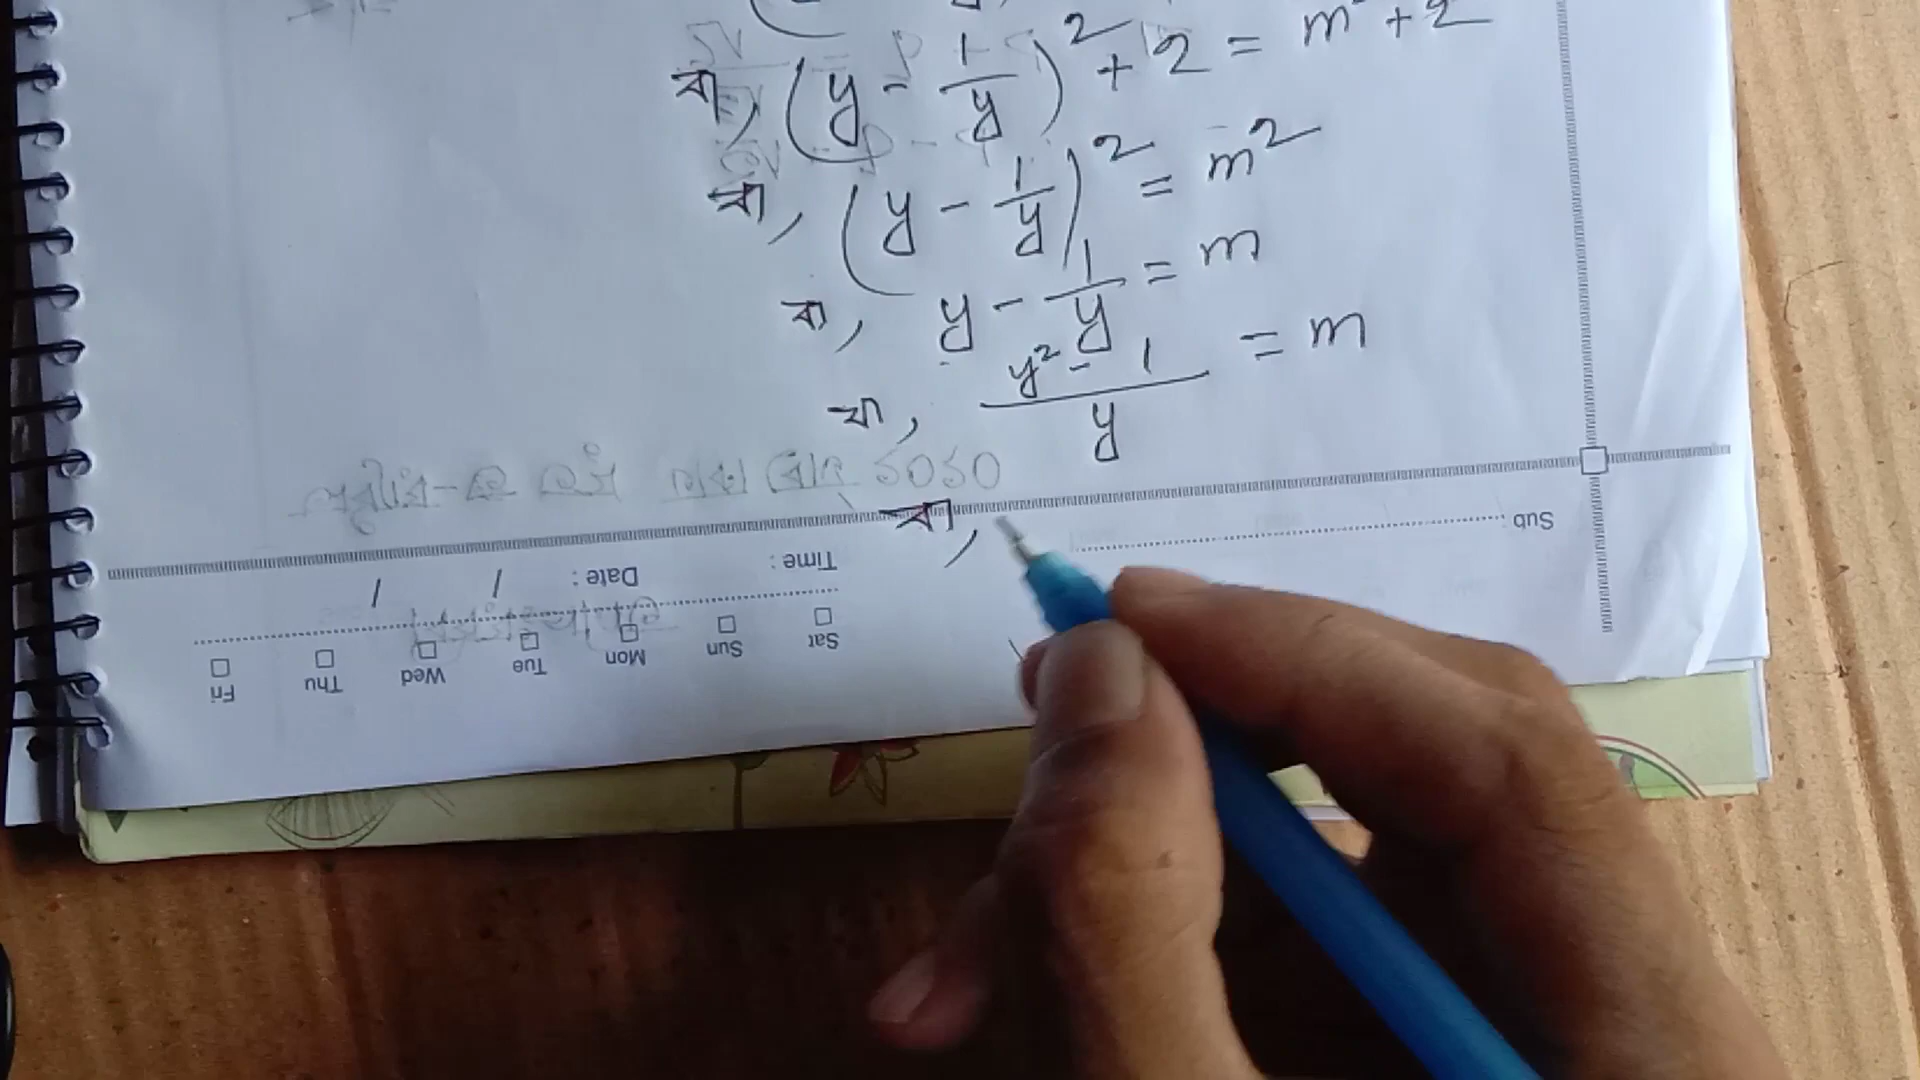 বা, (y - 1/y)² + 2 = m² + 2
বা, (y - 1/y)² = m²
বা, y - 1/y = m
বা, (y² - 1)/y = m
বা,
Sub
Time :
Date : / /
Sat Sun Mon Tue Wed Thu Fri